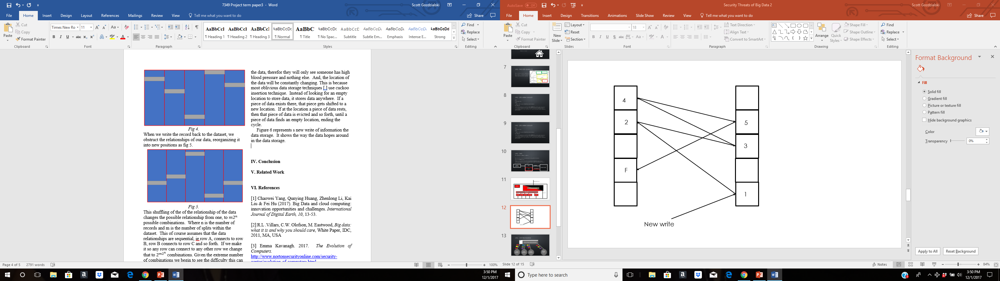 7349 Project term paper3 - Word
Scott Gozdzialski
File Home Insert Design Layout References Mailings Review View Tell me what you want to do Share
Paste Cut Copy Format Painter
Clipboard
Times New Ro 11
Font
Paragraph
AaBbCcI AaBbCcI AaBbCcI AaBbCcDc AaBbC AaBbCcDc AaBbCcD AaBbCcDc AaBbCcDc AaBbCcDc AaBbCcDd
¶ Heading 1 ¶ Heading 2 ¶ Heading 3 ¶ Normal ¶ Title ¶ No Spac... Subtitle Subtle Em... Emphasis Intense E... Strong
Styles
Find
Replace
Select
Editing
Fig 4.
When we write the record back to the dataset, we
obstruct the relationships of our data, reorganizing it
into new positions as fig 5.
Fig 5.
This shuffling of the of the relationship of the data
changes the possible relationship from one, to m2ⁿ
possible combinations. Where n is the number of
records and m is the number of splits within the
dataset. This of course assumes that the data
relationships are sequential, ie row A, connects to row
B, row B connects to row C and so forth. If we make
it so any row can connect to any other row we change
that to 2^m2ⁿ combinations. Given the extreme number
of combinations we begin to see the difficulty this can
the data, therefor they will only see someone has high
blood pressure and nothing else. And, the location of
the data will be constantly changing. This is because
most oblivious data storage techniques [ ] use cuckoo
insertion technique. Instead of looking for an empty
location to store data, it stores data anywhere. If a
piece of data exists there, that piece gets shifted to a
new location. If at the location a piece of data rests,
then that piece of data is evicted and so forth, until a
piece of data finds an empty location, ending the
cycle.
Figure 6 represents s new write of information the
data storage. It shows the way the data hopes around
in the data storage.
IV. Conclusion
V. Related Work
VI. References
[1] Chaowei Yang, Qunying Huang, Zhenlong Li, Kai
Liu & Fei Hu (2017). Big Data and cloud computing:
innovation opportunities and challenges. International
Journal of Digital Earth, 10, 13-53.
[2] R.L .Villars, C.W. Olofson, M. Eastwood, Big data:
what it is and why you should care, White Paper, IDC,
2011, MA, USA
[3] Emma Kavanagh. 2017. The Evolution of
Computers.
http://www.nortonsecurityonline.com/security-
center/evolution-of-computers.html
Page 4 of 5 2791 words 100%
3:50 PM
12/1/2017
AutoSave Off
Security Threats of Big Data 2
Scott Gozdzialski
File Home Insert Design Transitions Animations Slide Show Review View Tell me what you want to do Share
Paste Cut Copy Format Painter
Clipboard
New Slide Layout Reset Section
Slides
18
Font
Text Direction
Align Text
Convert to SmartArt
Paragraph
Arrange Quick Styles
Shape Fill
Shape Outline
Shape Effects
Drawing
Find
Replace
Select
Editing
7
8
9
10
11
12
13
4
2
F
5
3
1
New write
Format Background
Fill
Solid fill
Gradient fill
Picture or texture fill
Pattern fill
Hide background graphics
Color
Transparency 0%
Apply to All Reset Background
Slide 12 of 15 Notes 84%
Type here to search
3:50 PM
12/1/2017